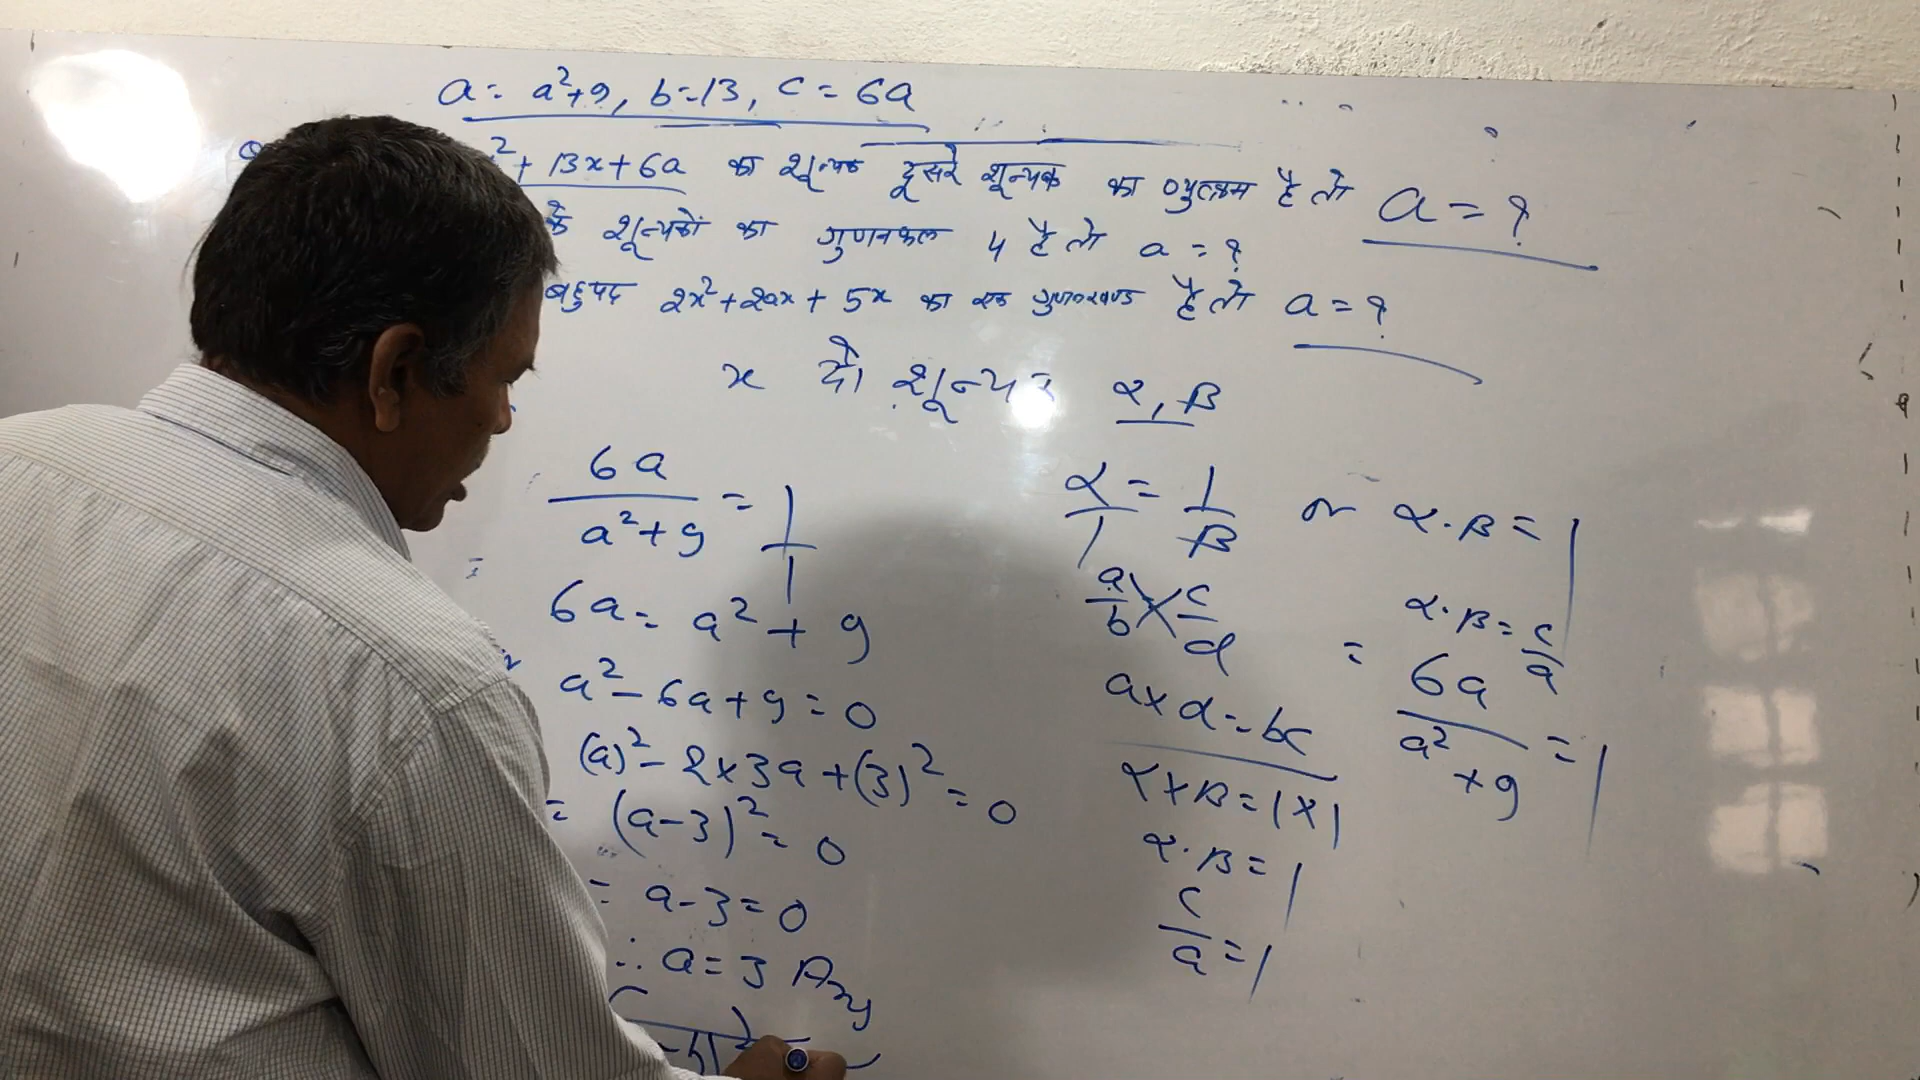 a = a²+9, b=13, c = 6a
²+ 13x+6a का शून्यक दूसरे शून्यक का व्युत्क्रम है तो a = ?
के शून्यकों का गुणनफल 4 है तो a = ?
बहुपद 2x²+2ax+5x का एक गुणनखण्ड है तो a = ?
x दो शून्यक α, β
6a/a²+9 = 1/1
6a = a²+9
a²-6a+9=0
(a)²-2×3a+(3)²=0
= (a-3)²=0
= a-3=0
∴ a=3 Ans
α/1 = 1/β or α.β=1
a/b × c/d
a×d=bc
α×β=1×1
α.β=1
c/a=1
α.β=c/a
= 6a/a²+9 = 1